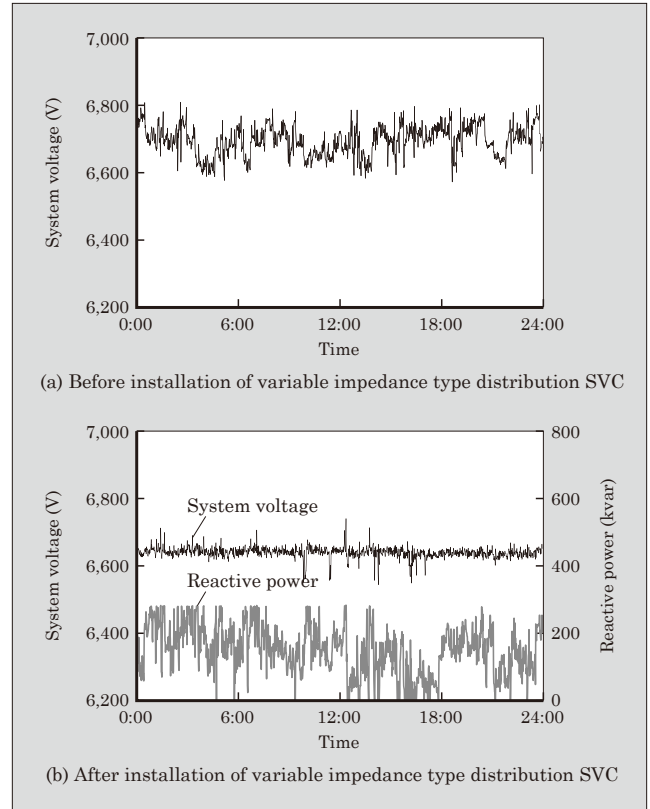 7,000
6,800
6,600
6,400
6,200
System voltage (V)
0:00 6:00 12:00 18:00 24:00
Time
(a) Before installation of variable impedance type distribution SVC
7,000
6,800
6,600
6,400
6,200
System voltage (V)
System voltage
Reactive power
800
600
400
200
0
Reactive power (kvar)
0:00 6:00 12:00 18:00 24:00
Time
(b) After installation of variable impedance type distribution SVC